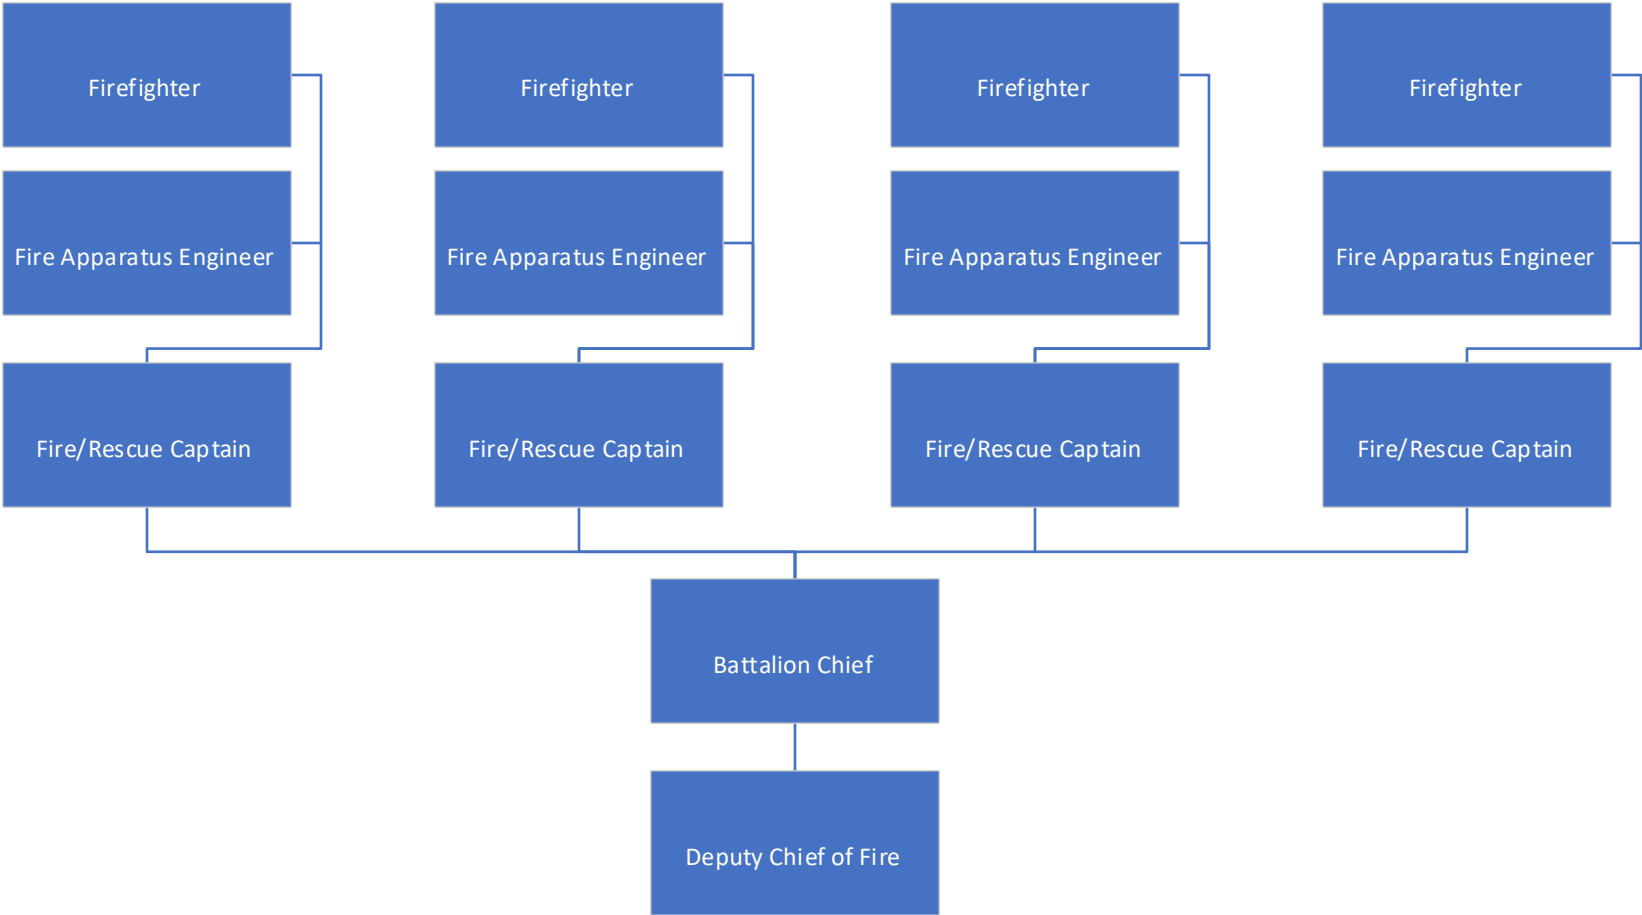 Firefighter
Firefighter
Firefighter
Firefighter
Fire Apparatus Engineer
Fire Apparatus Engineer
Fire Apparatus Engineer
Fire Apparatus Engineer
Fire/Rescue Captain
Fire/Rescue Captain
Fire/Rescue Captain
Fire/Rescue Captain
Battalion Chief
Deputy Chief of Fire